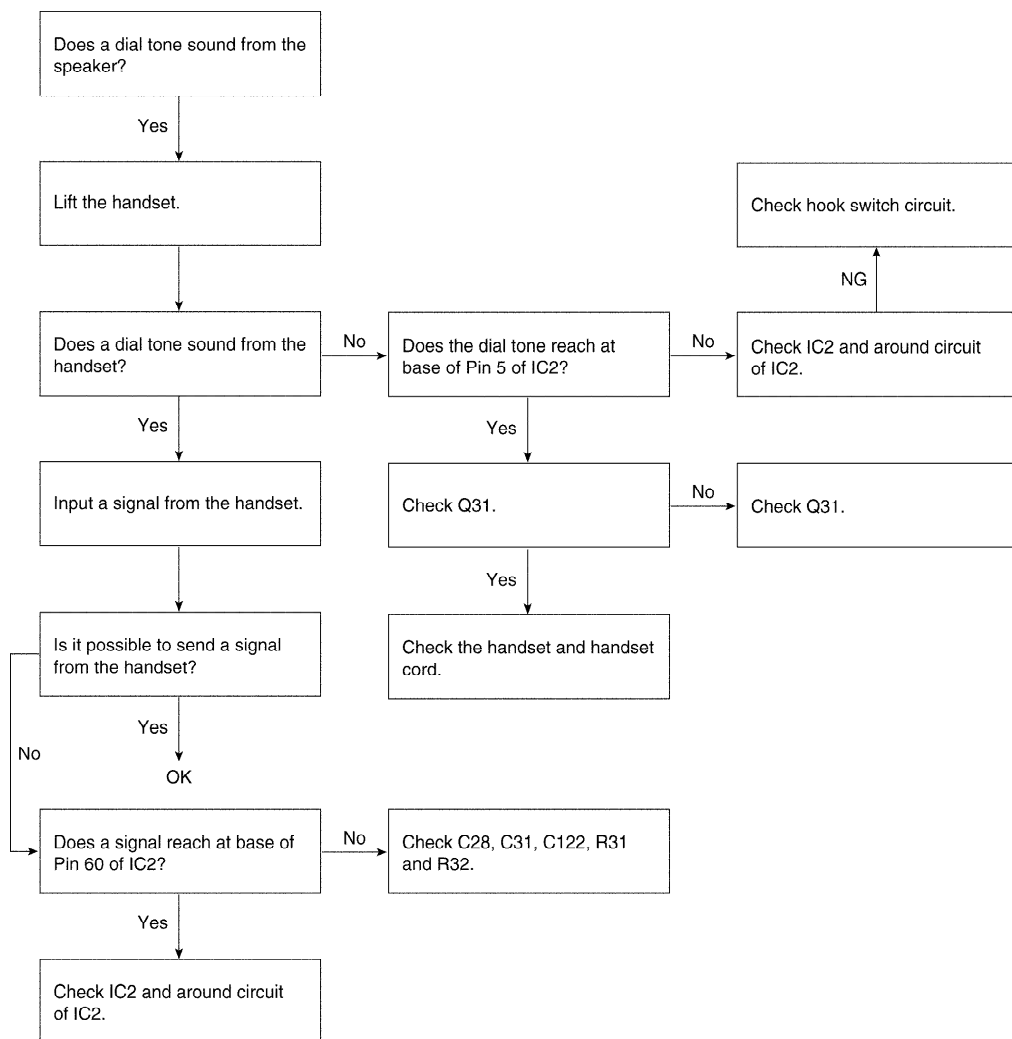 Does a dial tone sound from the
speaker?
Yes
Lift the handset.
Check hook switch circuit.
NG
Does a dial tone sound from the
handset?
No
Does the dial tone reach at
base of Pin 5 of IC2?
No
Check IC2 and around circuit
of IC2.
Yes
Yes
Input a signal from the handset.
Check Q31.
No
Check Q31.
Yes
Is it possible to send a signal
from the handset?
Check the handset and handset
cord.
Yes
No
OK
Does a signal reach at base of
Pin 60 of IC2?
No
Check C28, C31, C122, R31
and R32.
Yes
Check IC2 and around circuit
of IC2.